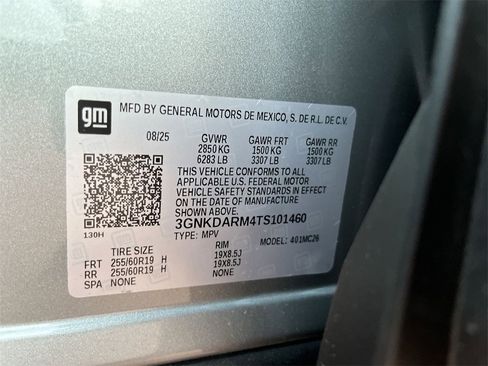 gm
MFD BY GENERAL MOTORS DE MEXICO, S. DE R.L. DE C.V.
08/25 GVWR GAWR FRT GAWR RR
2850 KG 1500 KG 1500 KG
6283 LB 3307 LB 3307 LB
THIS VEHICLE CONFORMS TO ALL
APPLICABLE U.S. FEDERAL MOTOR
VEHICLE SAFETY STANDARDS IN EFFECT
ON THE DATE OF MANUFACTURE
SHOWN ABOVE.
3GNKDARM4TS101460
130H TYPE: MPV MODEL: 401MC26
TIRE SIZE RIM
FRT 255/60R19 H 19X8.5J
RR 255/60R19 H 19X8.5J
SPA NONE NONE